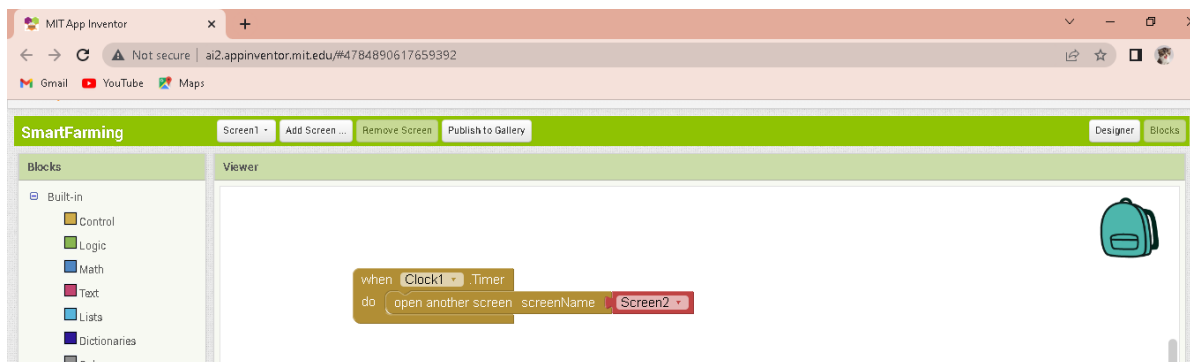 MIT App Inventor
Not secure | ai2.appinventor.mit.edu/#4784890617659392
Gmail YouTube Maps
SmartFarming Screen1 Add Screen ... Remove Screen Publish to Gallery Designer Blocks
Blocks Viewer
Built-in
Control
Logic
Math
Text
Lists
Dictionaries
when Clock1 .Timer
do open another screen screenName Screen2